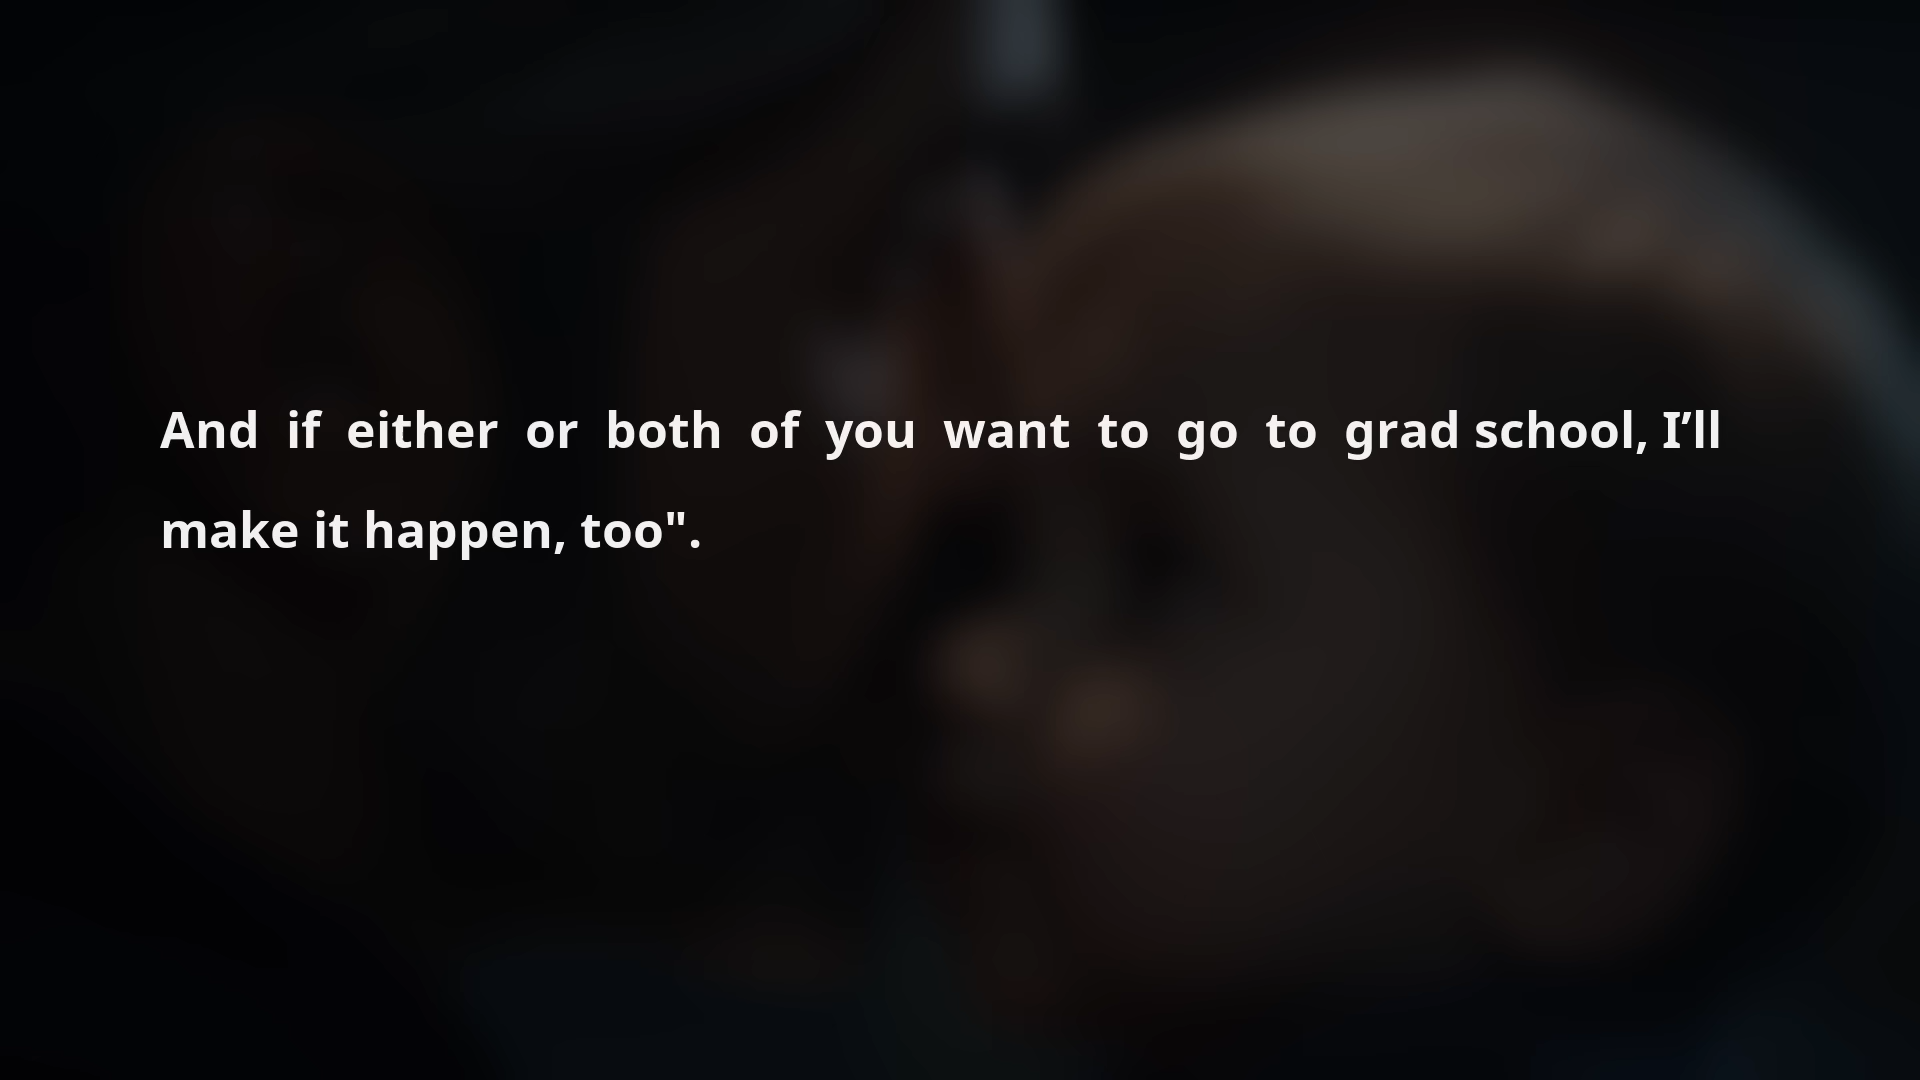 And if either or both of you want to go to grad school, I’ll
make it happen, too".